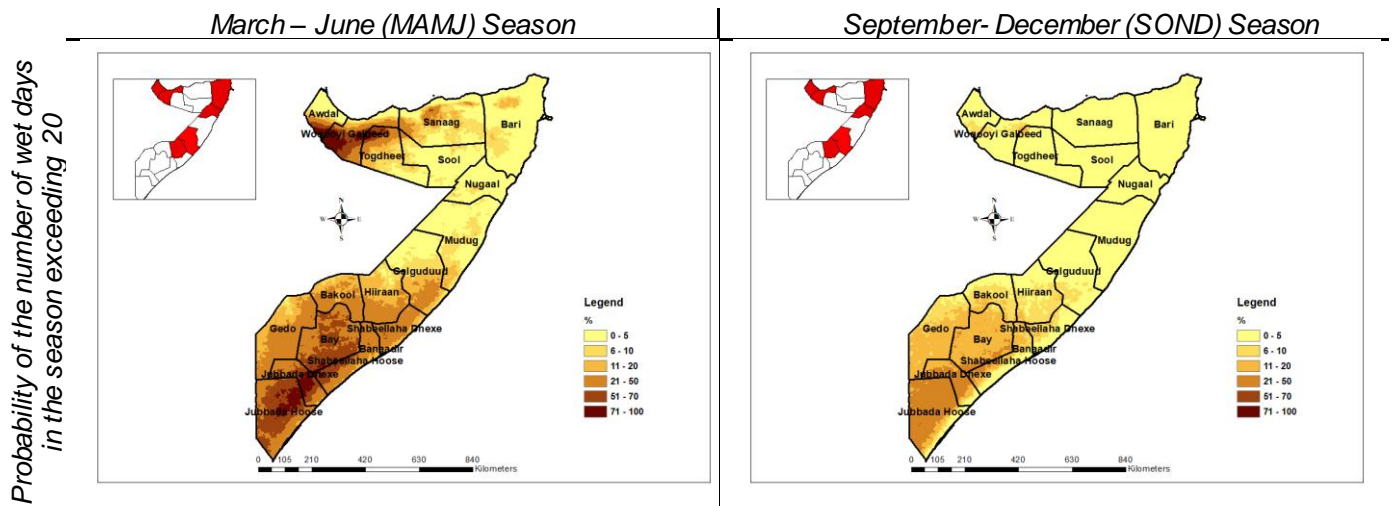 March – June (MAMJ) Season
September- December (SOND) Season
Probability of the number of wet days
in the season exceeding 20
Awdal
Woqooyi Galbeed
Togdheer
Sanaag
Sool
Bari
Nugaal
Mudug
Galguduud
Hiiraan
Bakool
Gedo
Bay
Shabeellaha Dhexe
Banaadir
Shabeellaha Hoose
Jubbada Dhexe
Jubbada Hoose
N
W
E
S
Legend
%
0 - 5
6 - 10
11 - 20
21 - 50
51 - 70
71 - 100
0 105 210 420 630 840
Kilometers
Awdal
Woqooyi Galbeed
Togdheer
Sanaag
Sool
Bari
Nugaal
Mudug
Galguduud
Hiiraan
Bakool
Gedo
Bay
Shabeellaha Dhexe
Banaadir
Shabeellaha Hoose
Jubbada Dhexe
Jubbada Hoose
N
W
E
S
Legend
%
0 - 5
6 - 10
11 - 20
21 - 50
51 - 70
71 - 100
0 105 210 420 630 840
Kilometers